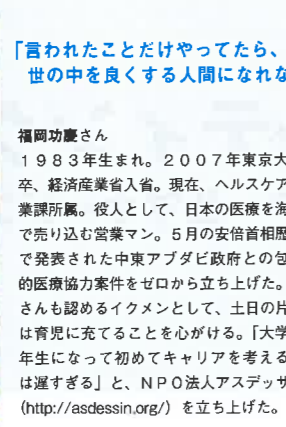 「言われたことだけやってたら、
世の中を良くする人間になれな
福岡功慶さん
1983年生まれ。2007年東京大
卒、経済産業省入省。現在、ヘルスケア
業課所属。役人として、日本の医療を海
で売り込む営業マン。5月の安倍首相歴
で発表された中東アブダビ政府との包
的医療協力案件をゼロから立ち上げた。
さんも認めるイクメンとして、土日の片
は育児に充てることを心がける。「大学
年生になって初めてキャリアを考える
は遅すぎる」と、NPO法人アスデッサ
（http://asdessin.org/）を立ち上げた。